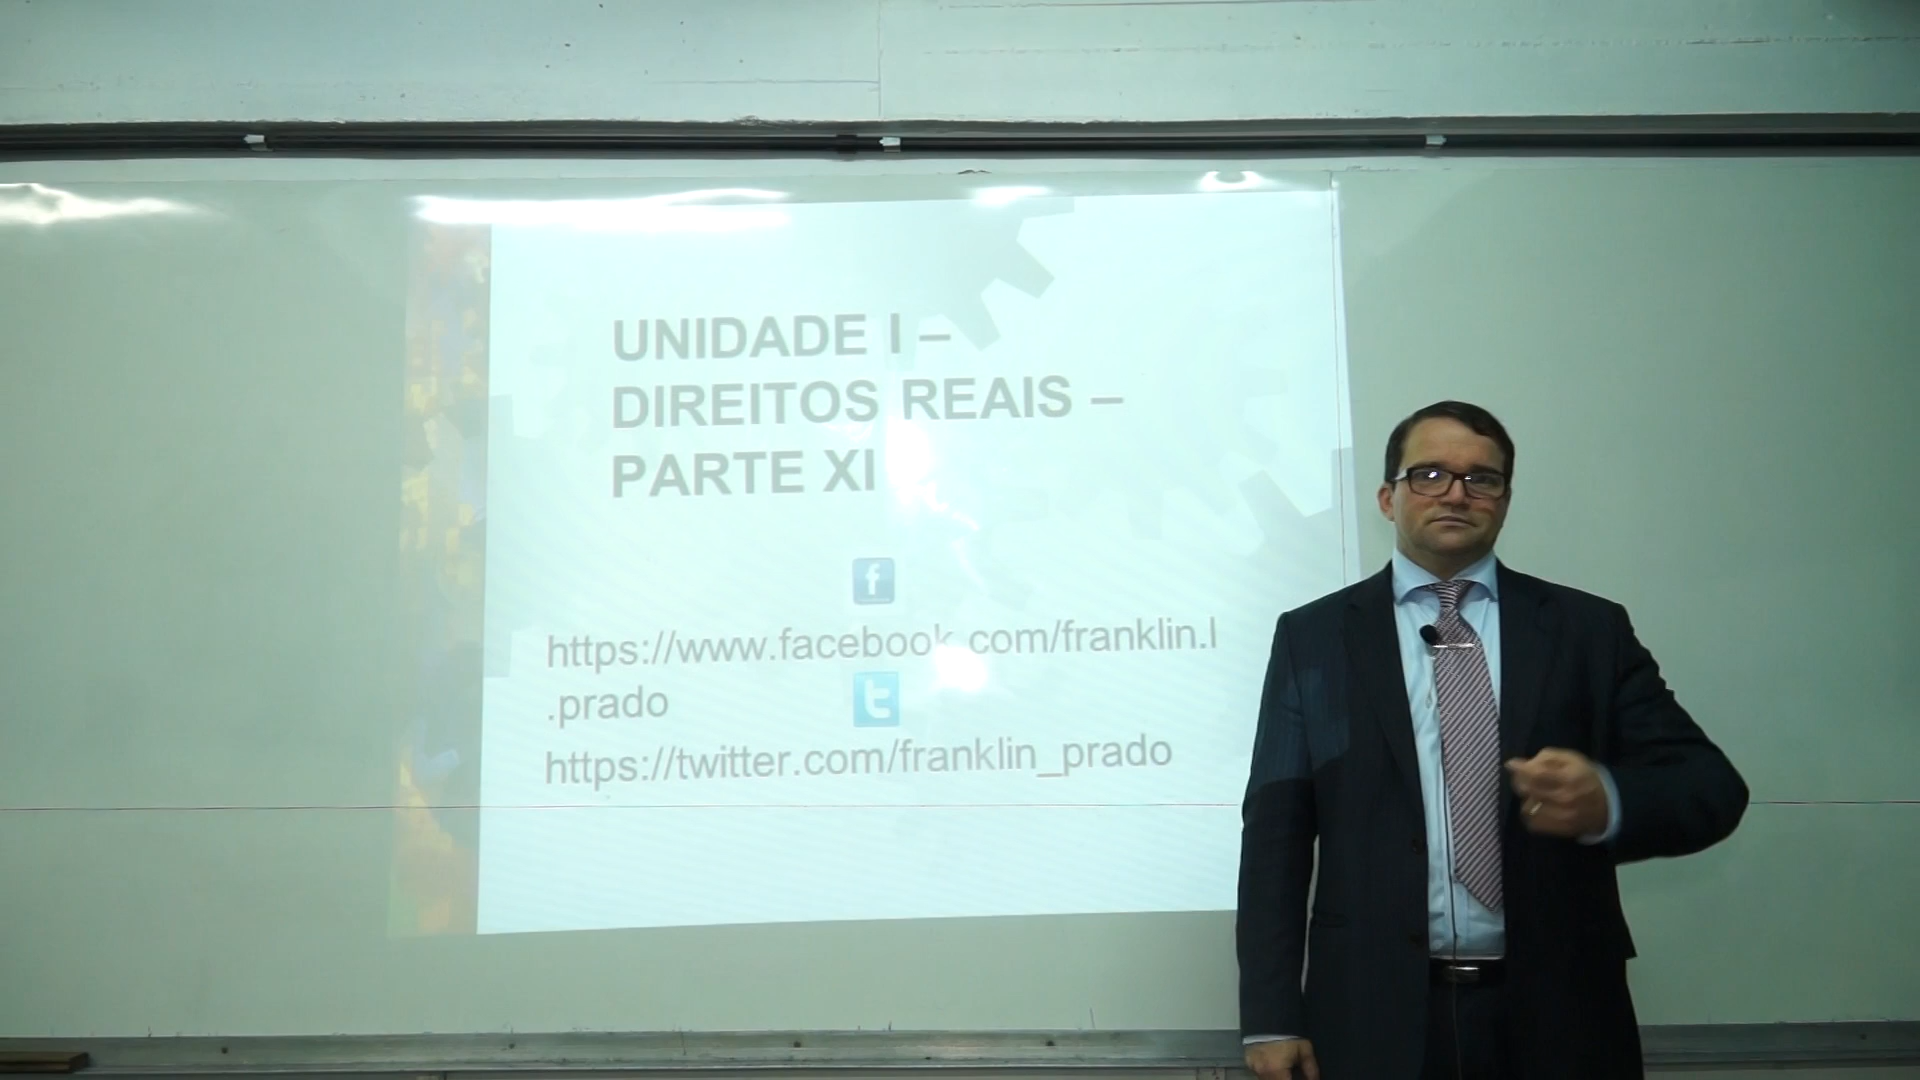 UNIDADE I –
DIREITOS REAIS –
PARTE XI
f
https://www.facebook.com/franklin.l
.prado
t
https://twitter.com/franklin_prado